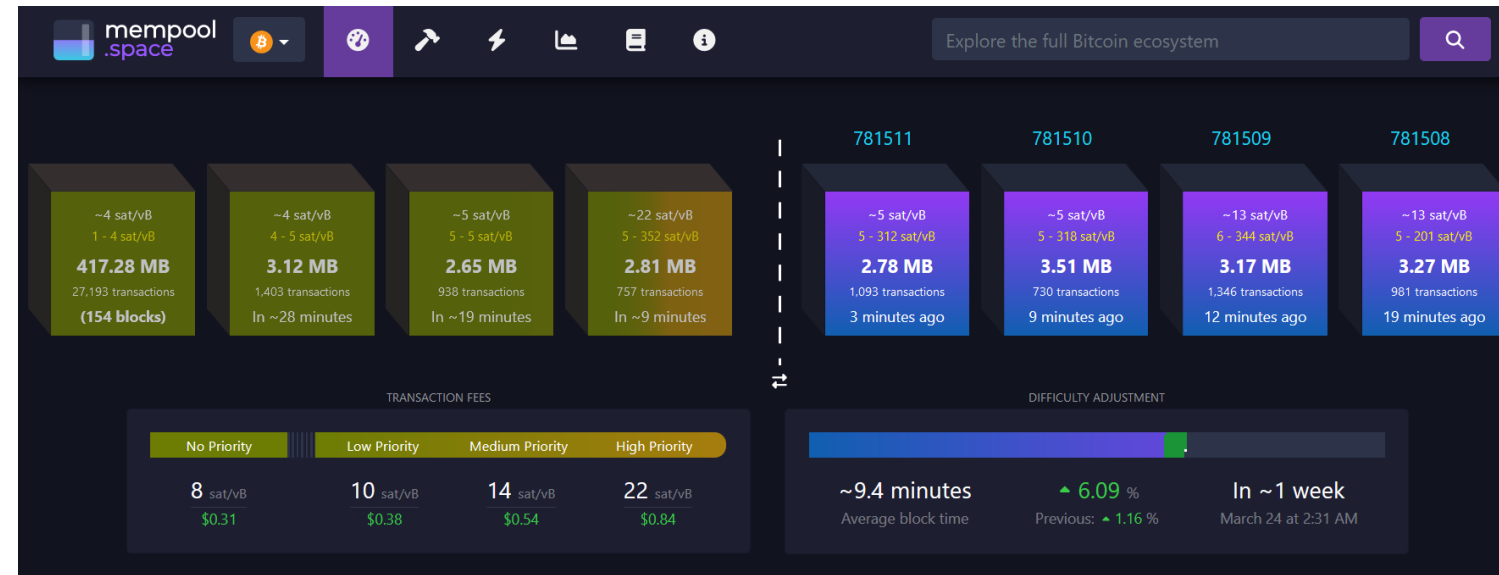 mempool
.space
Explore the full Bitcoin ecosystem
781511
781510
781509
781508
~4 sat/vB
1 - 4 sat/vB
417.28 MB
27,193 transactions
(154 blocks)
~4 sat/vB
4 - 5 sat/vB
3.12 MB
1,403 transactions
In ~28 minutes
~5 sat/vB
5 - 5 sat/vB
2.65 MB
938 transactions
In ~19 minutes
~22 sat/vB
5 - 352 sat/vB
2.81 MB
757 transactions
In ~9 minutes
~5 sat/vB
5 - 312 sat/vB
2.78 MB
1,093 transactions
3 minutes ago
~5 sat/vB
5 - 318 sat/vB
3.51 MB
730 transactions
9 minutes ago
~13 sat/vB
6 - 344 sat/vB
3.17 MB
1,346 transactions
12 minutes ago
~13 sat/vB
5 - 201 sat/vB
3.27 MB
981 transactions
19 minutes ago
TRANSACTION FEES
No Priority
Low Priority
Medium Priority
High Priority
8 sat/vB
10 sat/vB
14 sat/vB
22 sat/vB
$0.31
$0.38
$0.54
$0.84
DIFFICULTY ADJUSTMENT
~9.4 minutes
Average block time
6.09 %
Previous: 1.16 %
In ~1 week
March 24 at 2:31 AM